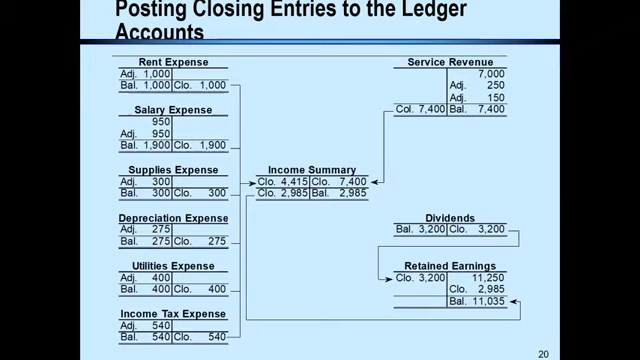 Posting Closing Entries to the Ledger
Accounts
Rent Expense
Adj. 1,000
Bal. 1,000 Clo. 1,000
Salary Expense
950
Adj. 950
Bal. 1,900 Clo. 1,900
Supplies Expense
Adj. 300
Bal. 300 Clo. 300
Depreciation Expense
Adj. 275
Bal. 275 Clo. 275
Utilities Expense
Adj. 400
Bal. 400 Clo. 400
Income Tax Expense
Adj. 540
Bal. 540 Clo. 540
Income Summary
Clo. 4,415 Clo. 7,400
Clo. 2,985 Bal. 2,985
Service Revenue
7,000
Adj. 250
Adj. 150
Col. 7,400 Bal. 7,400
Dividends
Bal. 3,200 Clo. 3,200
Retained Earnings
Clo. 3,200 11,250
Clo. 2,985
Bal. 11,035
20